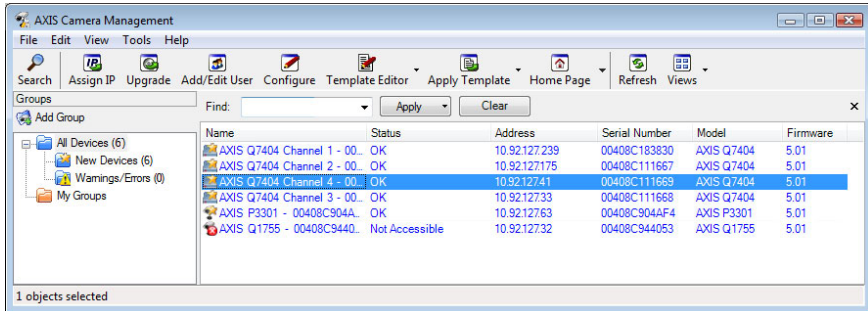 AXIS Camera Management
File Edit View Tools Help
Search Assign IP Upgrade Add/Edit User Configure Template Editor Apply Template Home Page Refresh Views
Groups
Add Group
All Devices (6)
New Devices (6)
Warnings/Errors (0)
My Groups
Find: Apply Clear
Name Status Address Serial Number Model Firmware
AXIS Q7404 Channel 1 - 00... OK 10.92.127.239 00408C183830 AXIS Q7404 5.01
AXIS Q7404 Channel 2 - 00... OK 10.92.127.175 00408C111667 AXIS Q7404 5.01
AXIS Q7404 Channel 4 - 00... OK 10.92.127.41 00408C111669 AXIS Q7404 5.01
AXIS Q7404 Channel 3 - 00... OK 10.92.127.33 00408C111668 AXIS Q7404 5.01
AXIS P3301 - 00408C904A... OK 10.92.127.63 00408C904AF4 AXIS P3301 5.01
AXIS Q1755 - 00408C9440... Not Accessible 10.92.127.32 00408C944053 AXIS Q1755 5.01
1 objects selected